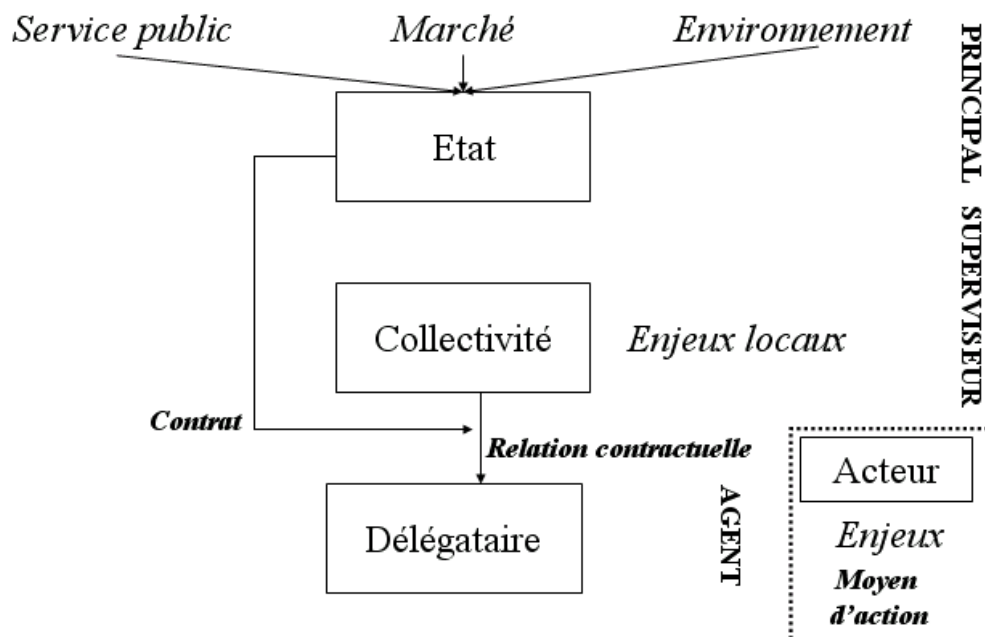 Service public
Marché
Environnement
PRINCIPAL
Etat
SUPERVISEUR
Collectivité
Enjeux locaux
Contrat
Relation contractuelle
Délégataire
AGENT
Acteur
Enjeux
Moyen
d’action